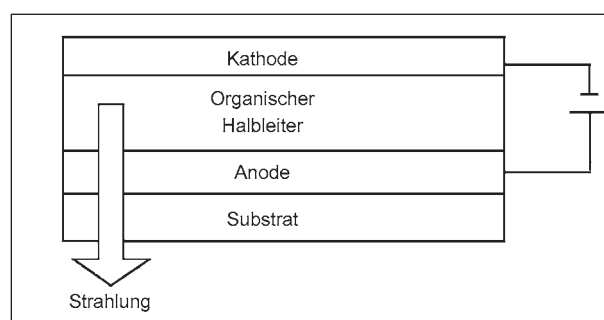 Kathode
Organischer
Halbleiter
Anode
Substrat
Strahlung